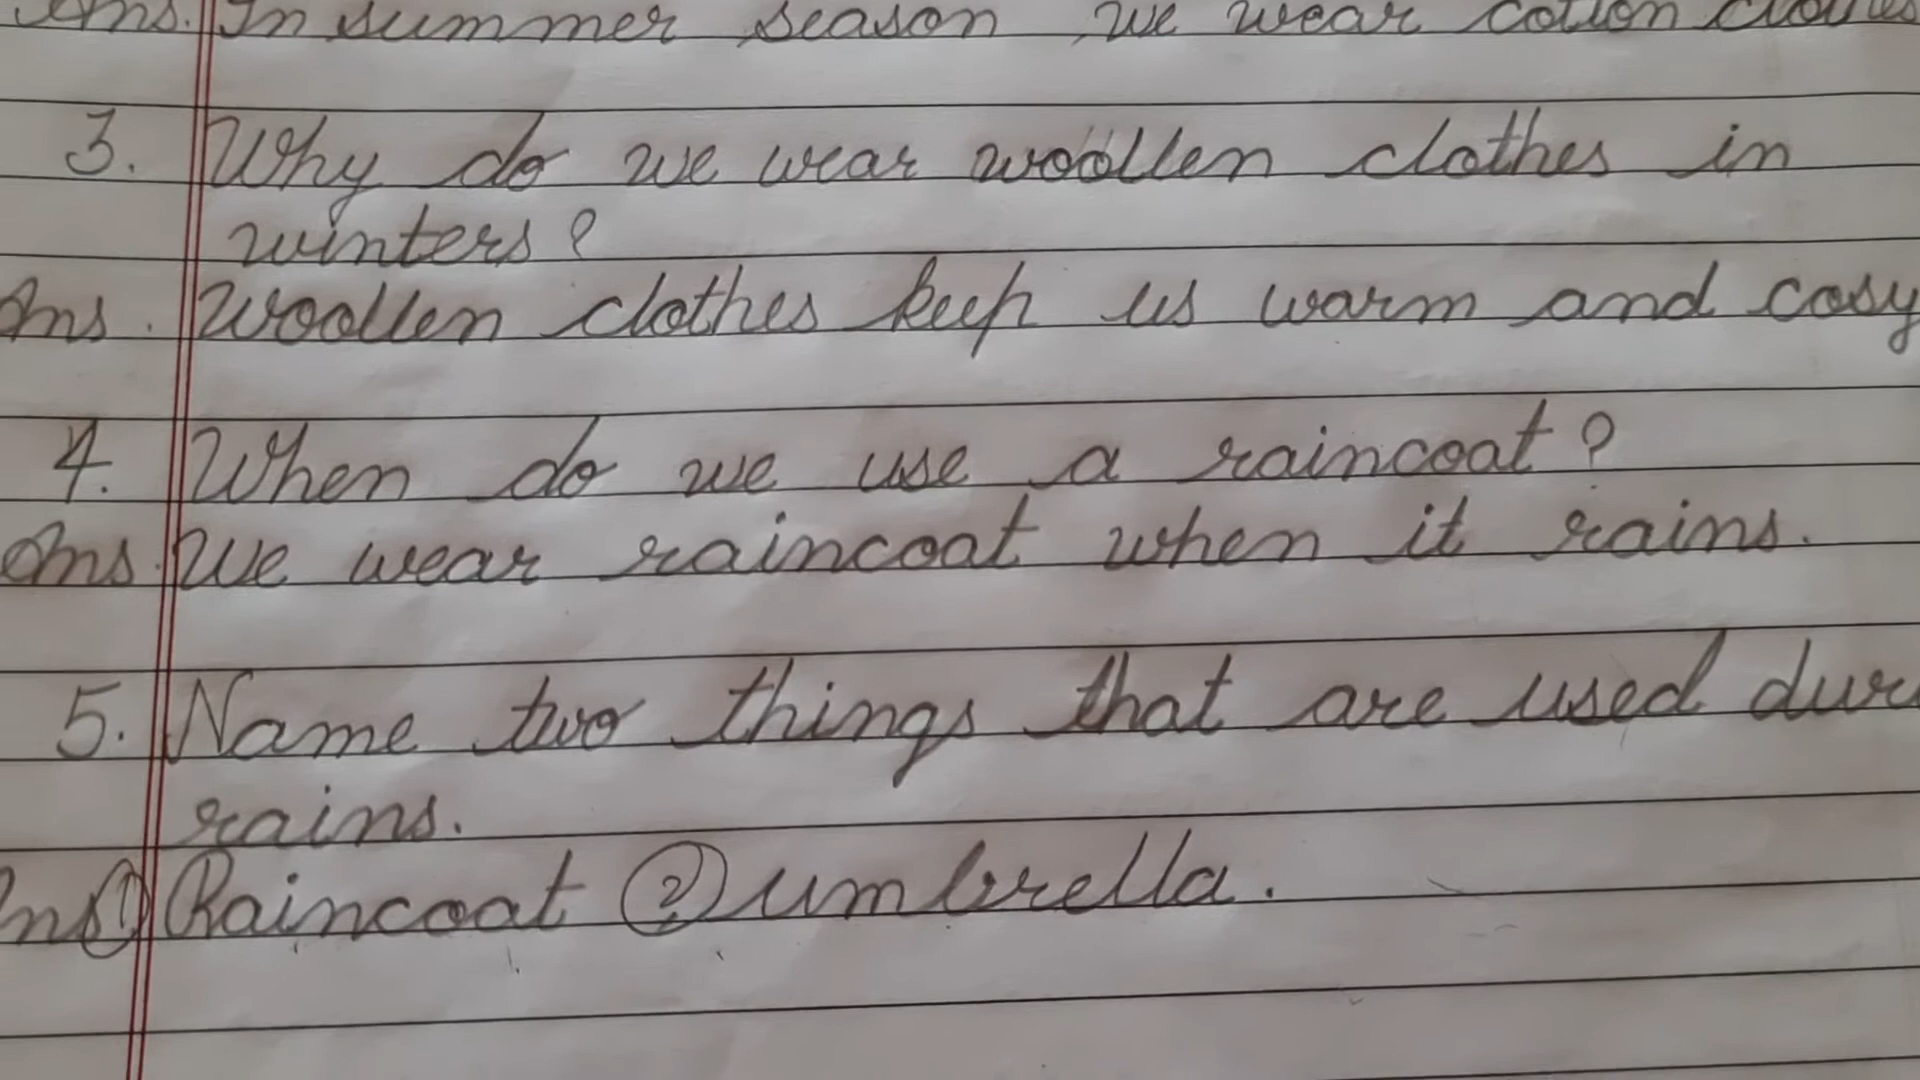 Ans. In summer season we wear cotton clothes
3. Why do we wear woollen clothes in
winters?
Ans. Woollen clothes keep us warm and cosy
4. When do we use a raincoat?
Ans. We wear raincoat when it rains.
5. Name two things that are used dur
rains.
Ans ① Raincoat ② umbrella.